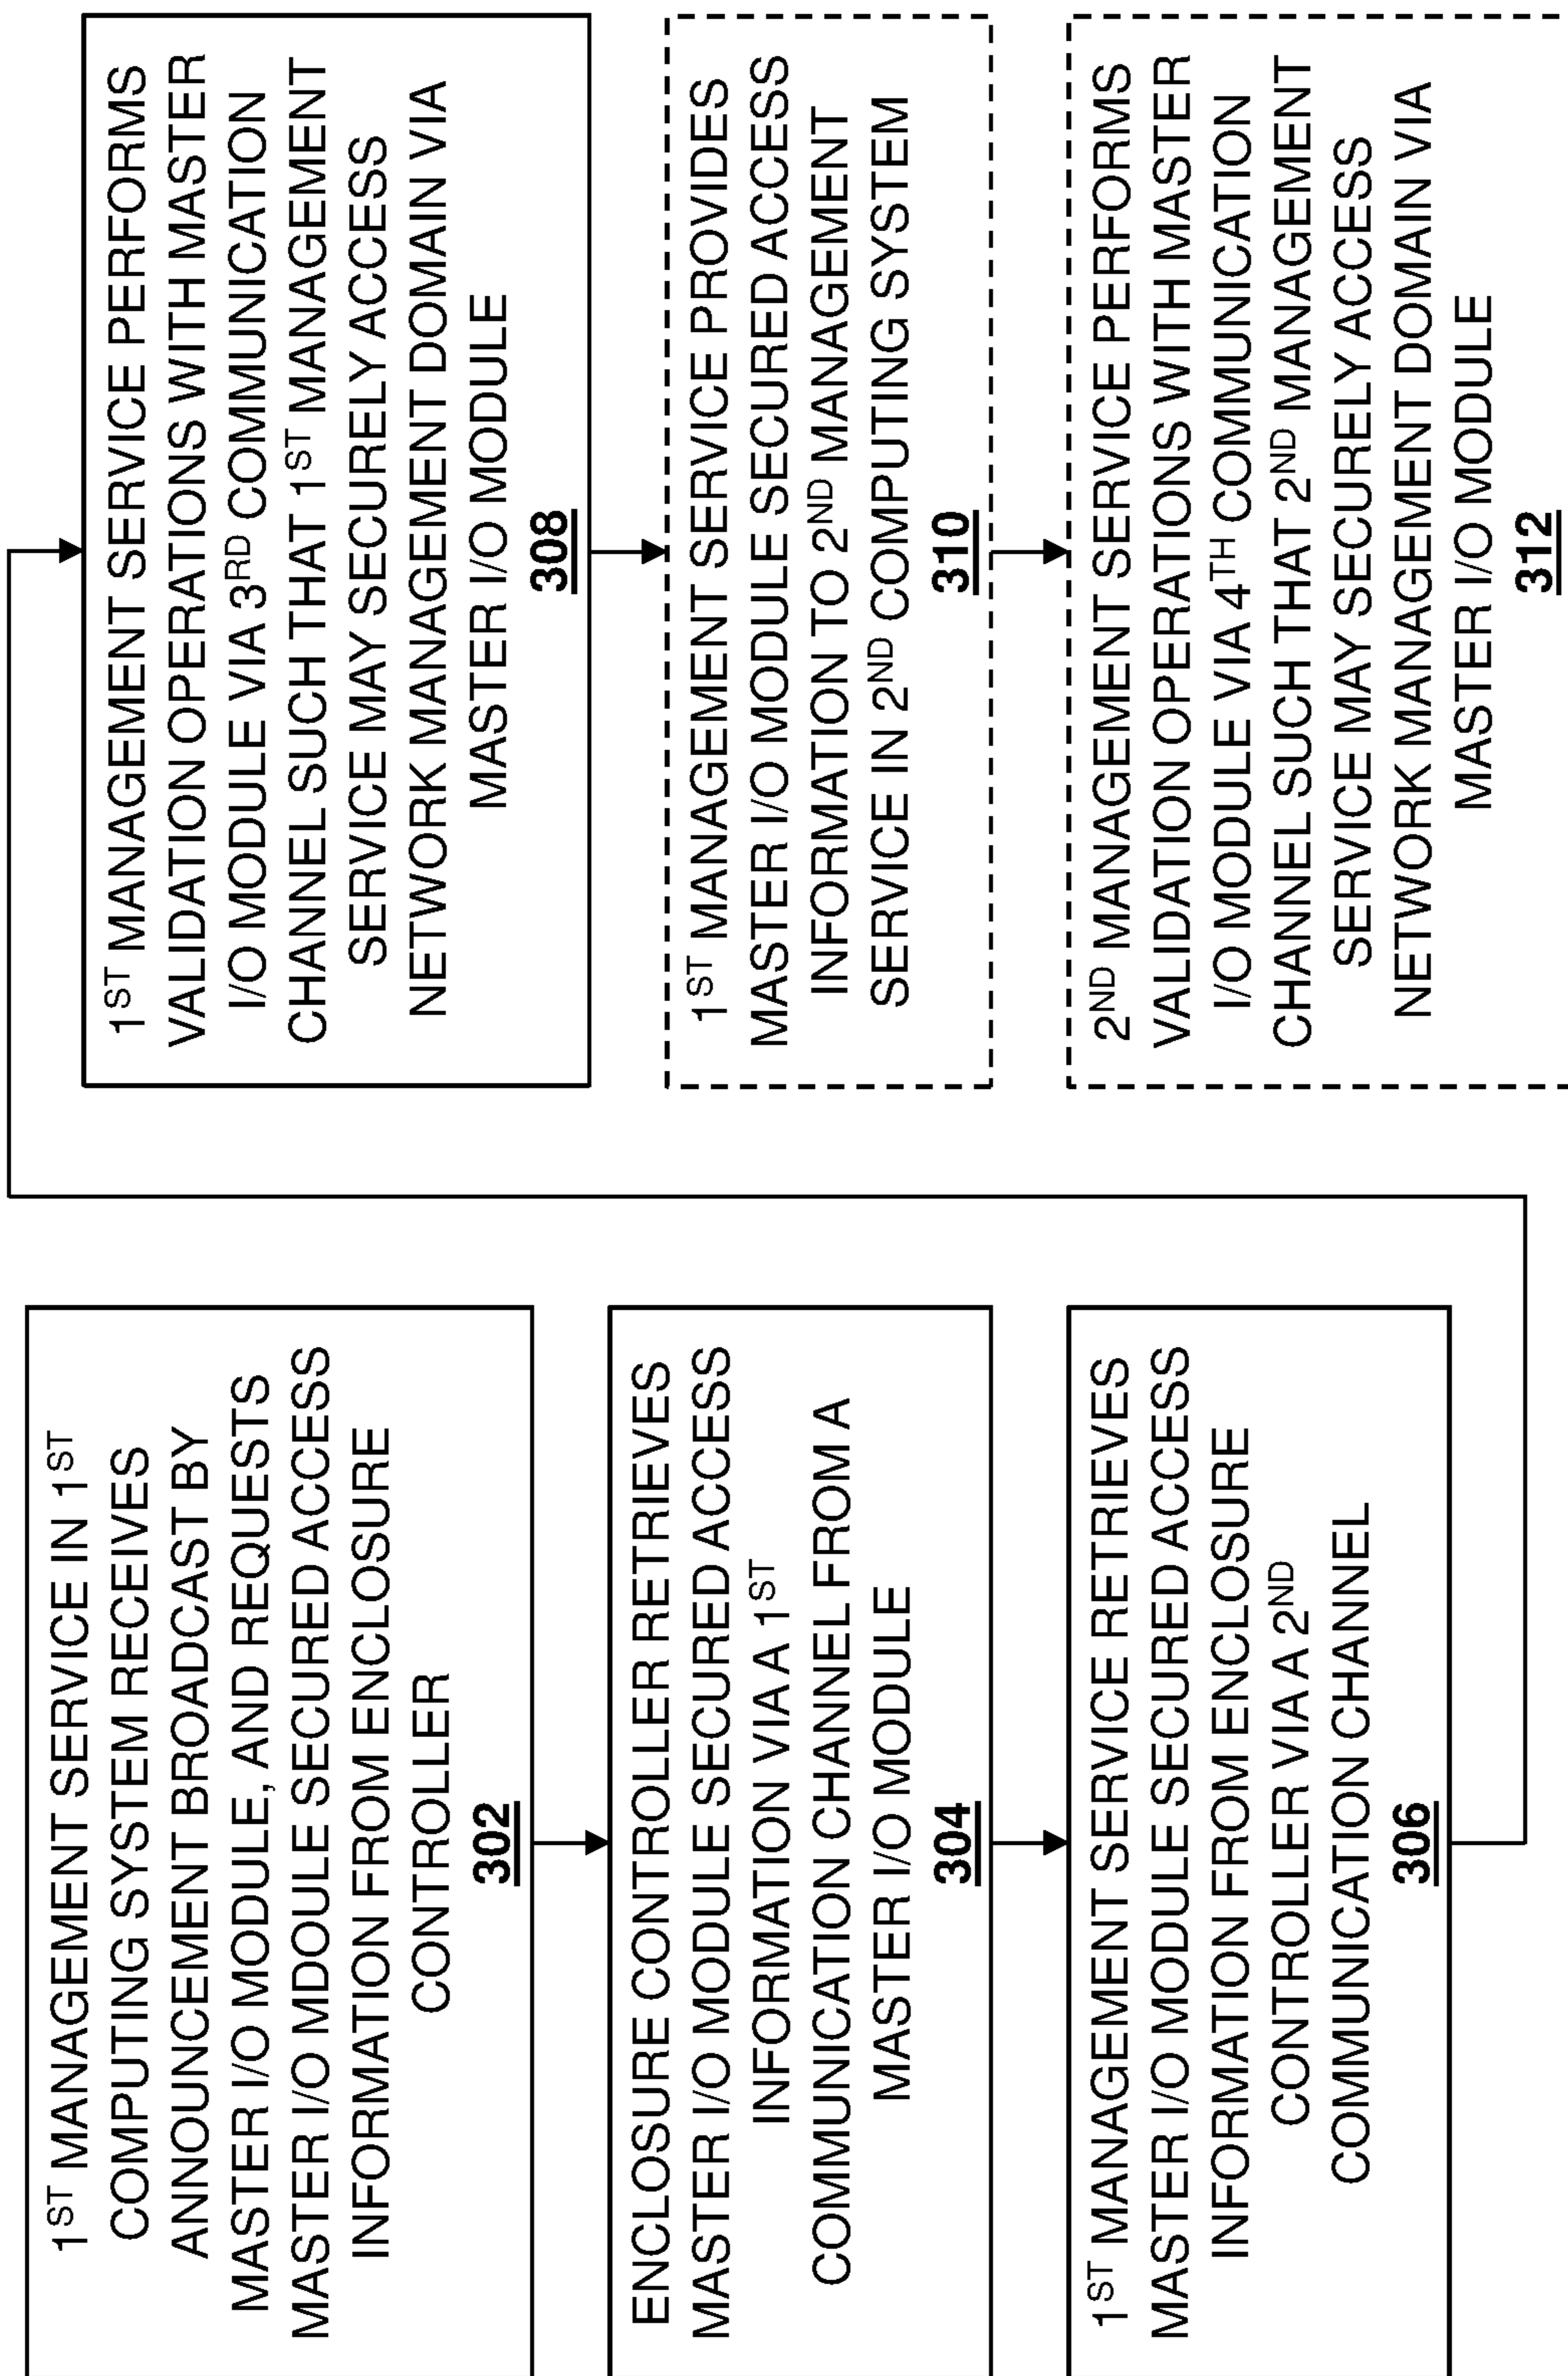 1ST MANAGEMENT SERVICE IN 1ST
COMPUTING SYSTEM RECEIVES
ANNOUNCEMENT BROADCAST BY
MASTER I/O MODULE, AND REQUESTS
MASTER I/O MDOULE SECURED ACCESS
INFORMATION FROM ENCLOSURE
CONTROLLER
302
ENCLOSURE CONTROLLER RETRIEVES
MASTER I/O MODULE SECURED ACCESS
INFORMATION VIA A 1ST
COMMUNICATION CHANNEL FROM A
MASTER I/O MODULE
304
1ST MANAGEMENT SERVICE RETRIEVES
MASTER I/O MODULE SECURED ACCESS
INFORMATION FROM ENCLOSURE
CONTROLLER VIA A 2ND
COMMUNICATION CHANNEL
306
1ST MANAGEMENT SERVICE PERFORMS
VALIDATION OPERATIONS WITH MASTER
I/O MODULE VIA 3RD COMMUNICATION
CHANNEL SUCH THAT 1ST MANAGEMENT
SERVICE MAY SECURELY ACCESS
NETWORK MANAGEMENT DOMAIN VIA
MASTER I/O MODULE
308
1ST MANAGEMENT SERVICE PROVIDES
MASTER I/O MODULE SECURED ACCESS
INFORMATION TO 2ND MANAGEMENT
SERVICE IN 2ND COMPUTING SYSTEM
310
2ND MANAGEMENT SERVICE PERFORMS
VALIDATION OPERATIONS WITH MASTER
I/O MODULE VIA 4TH COMMUNICATION
CHANNEL SUCH THAT 2ND MANAGEMENT
SERVICE MAY SECURELY ACCESS
NETWORK MANAGEMENT DOMAIN VIA
MASTER I/O MODULE
312